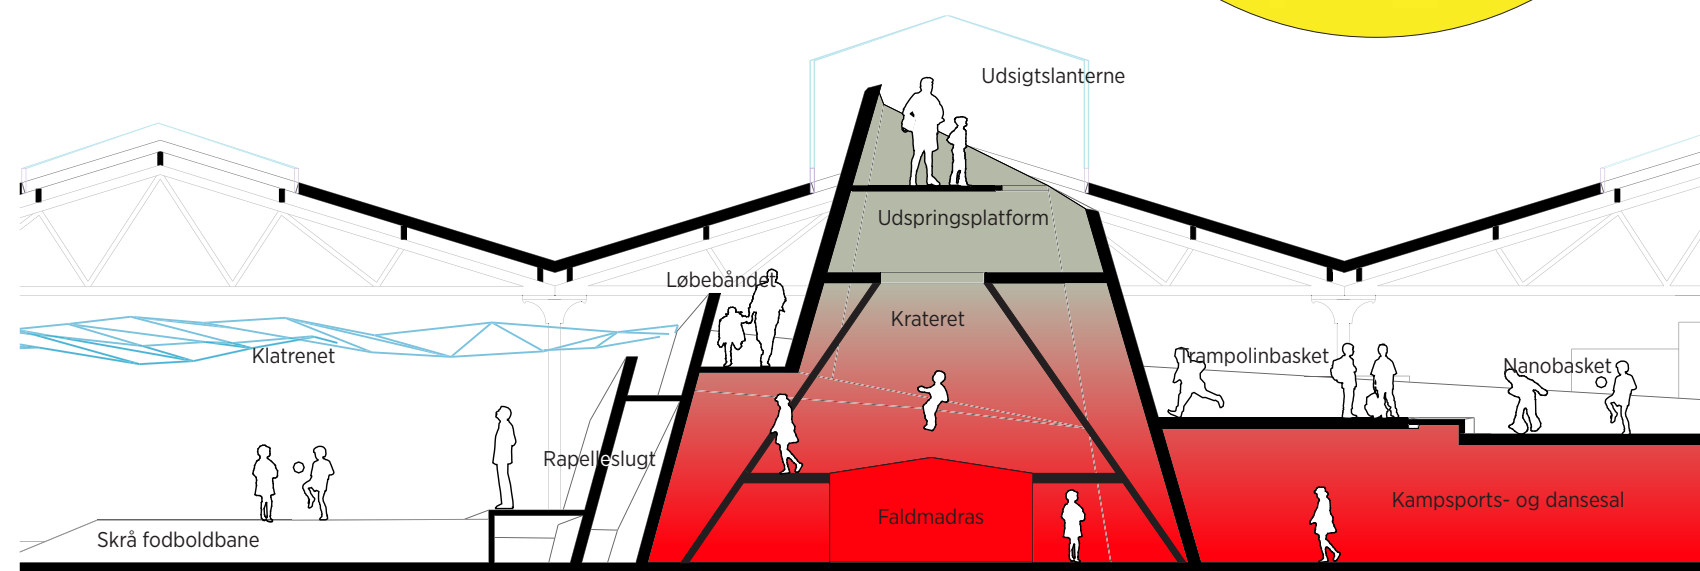 Udsigtslanterne
Udspringsplatform
Løbebåndet
Krateret
Klatrenet
Trampolinbasket
Nanobasket
Rapelleslugt
Kampsports- og dansesal
Faldmadras
Skrå fodboldbane